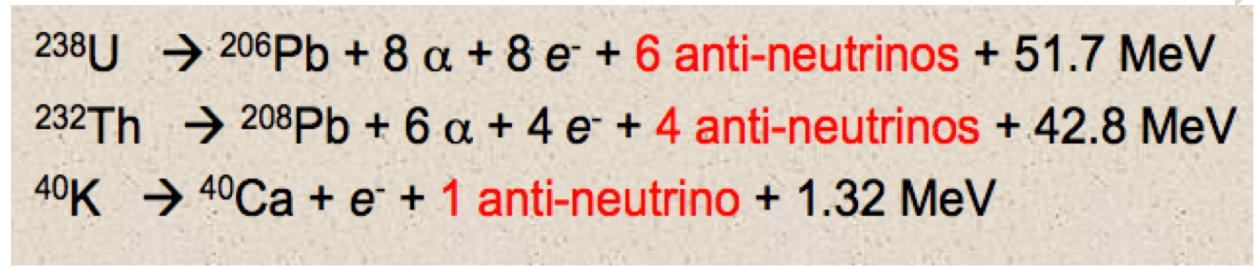 ²³⁸U → ²⁰⁶Pb + 8 α + 8 e⁻ + 6 anti-neutrinos + 51.7 MeV
²³²Th → ²⁰⁸Pb + 6 α + 4 e⁻ + 4 anti-neutrinos + 42.8 MeV
⁴⁰K → ⁴⁰Ca + e⁻ + 1 anti-neutrino + 1.32 MeV